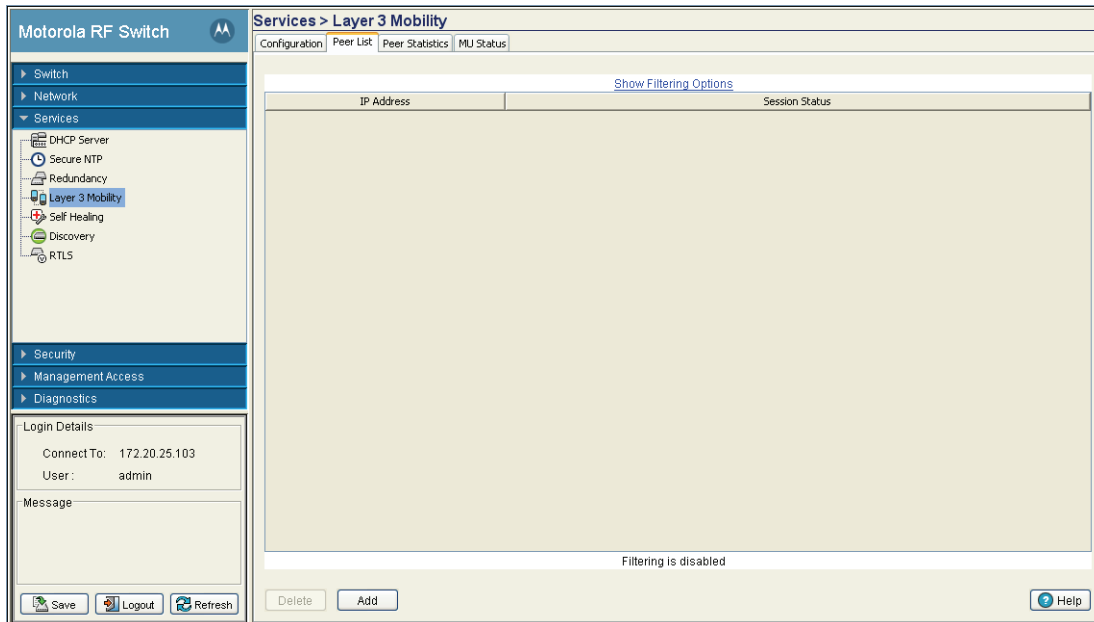 Motorola RF Switch
Switch
Network
Services
DHCP Server
Secure NTP
Redundancy
Layer 3 Mobility
Self Healing
Discovery
RTLS
Security
Management Access
Diagnostics
Login Details
Connect To: 172.20.25.103
User : admin
Message
Save Logout Refresh
Services > Layer 3 Mobility
Configuration Peer List Peer Statistics MU Status
Show Filtering Options
IP Address Session Status
Filtering is disabled
Delete Add Help